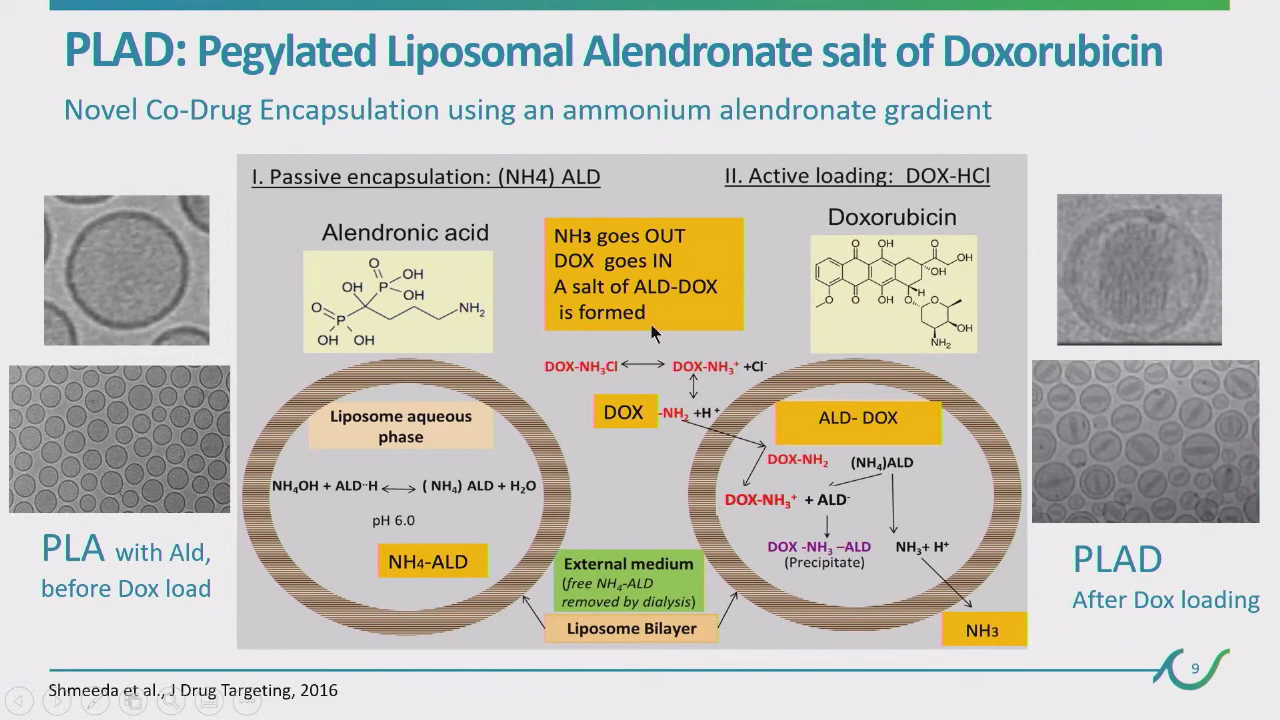 PLAD: Pegylated Liposomal Alendronate salt of Doxorubicin
Novel Co-Drug Encapsulation using an ammonium alendronate gradient
I. Passive encapsulation: (NH4) ALD
II. Active loading: DOX-HCl
Alendronic acid
O
OH
P
OH
OH
O
P
OH
OH
NH₂
NH3 goes OUT
DOX goes IN
A salt of ALD-DOX
is formed
Doxorubicin
O
OH
O
OH
OH
O
O
OH
H
O
O
OH
NH₂
DOX-NH₃Cl
DOX-NH₃⁺ +Cl⁻
DOX -NH₂ +H⁺
Liposome aqueous
phase
NH₄OH + ALD⁻H
( NH₄) ALD + H₂O
pH 6.0
NH₄-ALD
ALD- DOX
DOX-NH₂
(NH₄)ALD
DOX-NH₃⁺ + ALD⁻
DOX -NH₃ –ALD
(Precipitate)
NH₃+ H⁺
NH₃
External medium
(free NH₄-ALD
removed by dialysis)
Liposome Bilayer
PLA with Ald,
before Dox load
PLAD
After Dox loading
Shmeeda et al., J Drug Targeting, 2016
9